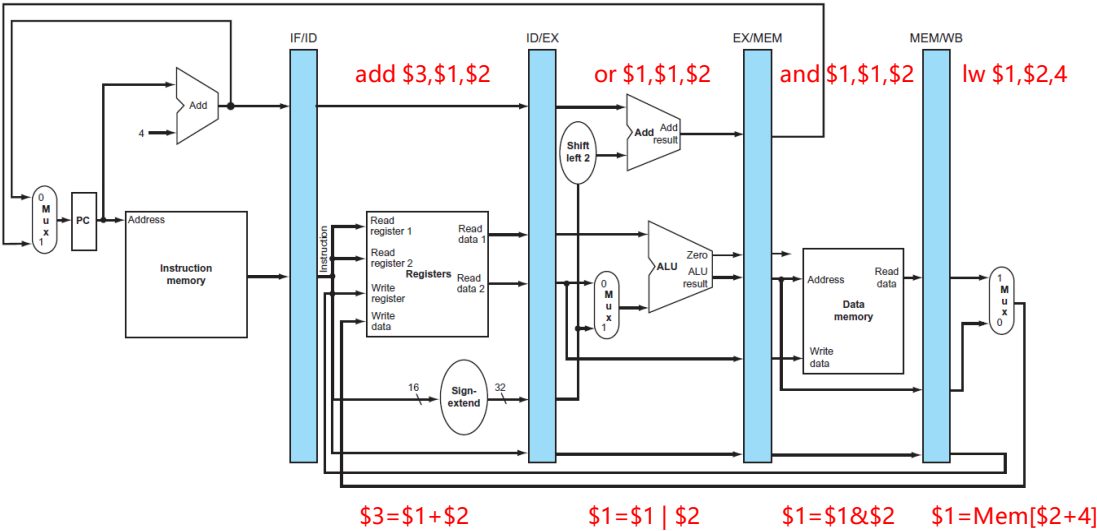 IF/ID
ID/EX
EX/MEM
MEM/WB
add $3,$1,$2
or $1,$1,$2
and $1,$1,$2
lw $1,$2,4
Add
4
Add
Add
result
Shift
left 2
0
M
u
x
1
PC
Address
Instruction
memory
Instruction
Read
register 1
Read
register 2
Write
register
Write
data
Registers
Read
data 1
Read
data 2
0
M
u
x
1
ALU
Zero
ALU
result
Address
Read
data
Data
memory
Write
data
1
M
u
x
0
16
Sign-
extend
32
$3=$1+$2
$1=$1 | $2
$1=$1&$2
$1=Mem[$2+4]